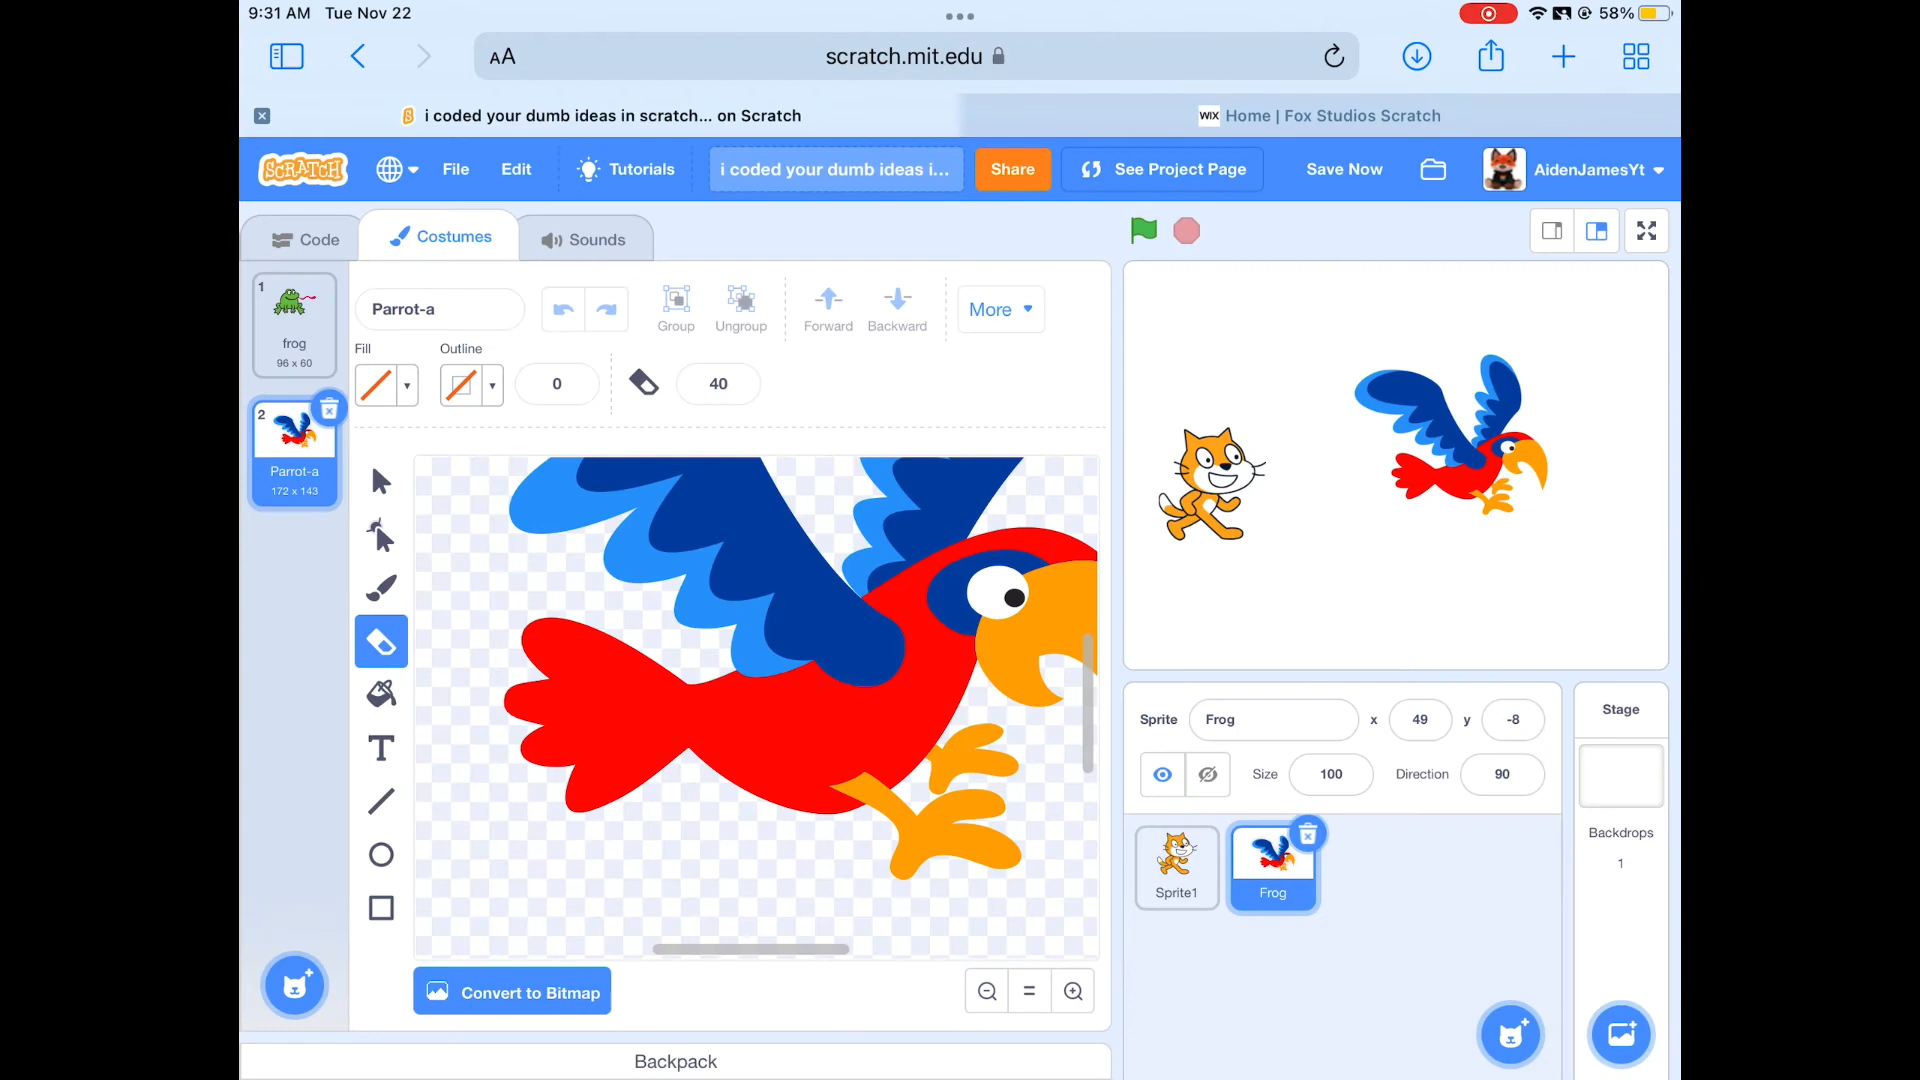 9:31 AM Tue Nov 22
58%
AA scratch.mit.edu
i coded your dumb ideas in scratch... on Scratch
WIX Home | Fox Studios Scratch
SCRATCH File Edit Tutorials i coded your dumb ideas i... Share See Project Page Save Now AidenJamesYt
Code Costumes Sounds
1
frog
96 x 60
2
Parrot-a
172 x 143
Parrot-a
Group Ungroup Forward Backward More
Fill Outline
0 40
T
Convert to Bitmap
Backpack
Sprite Frog x 49 y -8
Size 100 Direction 90
Sprite1 Frog
Stage
Backdrops
1